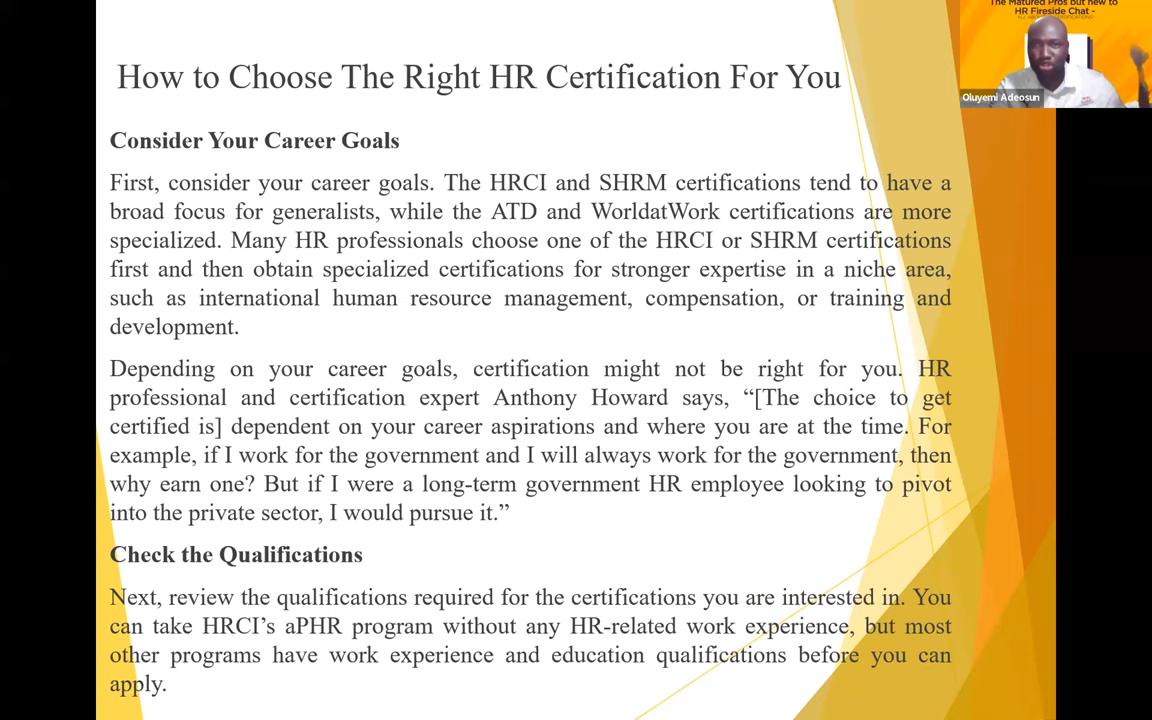 The Matured Pros but new to
HR Fireside Chat -
ALL ABOUT CERTIFICATIONS!
Oluyemi Adeosun
How to Choose The Right HR Certification For You
Consider Your Career Goals
First, consider your career goals. The HRCI and SHRM certifications tend to have a
broad focus for generalists, while the ATD and WorldatWork certifications are more
specialized. Many HR professionals choose one of the HRCI or SHRM certifications
first and then obtain specialized certifications for stronger expertise in a niche area,
such as international human resource management, compensation, or training and
development.
Depending on your career goals, certification might not be right for you. HR
professional and certification expert Anthony Howard says, “[The choice to get
certified is] dependent on your career aspirations and where you are at the time. For
example, if I work for the government and I will always work for the government, then
why earn one? But if I were a long-term government HR employee looking to pivot
into the private sector, I would pursue it.”
Check the Qualifications
Next, review the qualifications required for the certifications you are interested in. You
can take HRCI’s aPHR program without any HR-related work experience, but most
other programs have work experience and education qualifications before you can
apply.